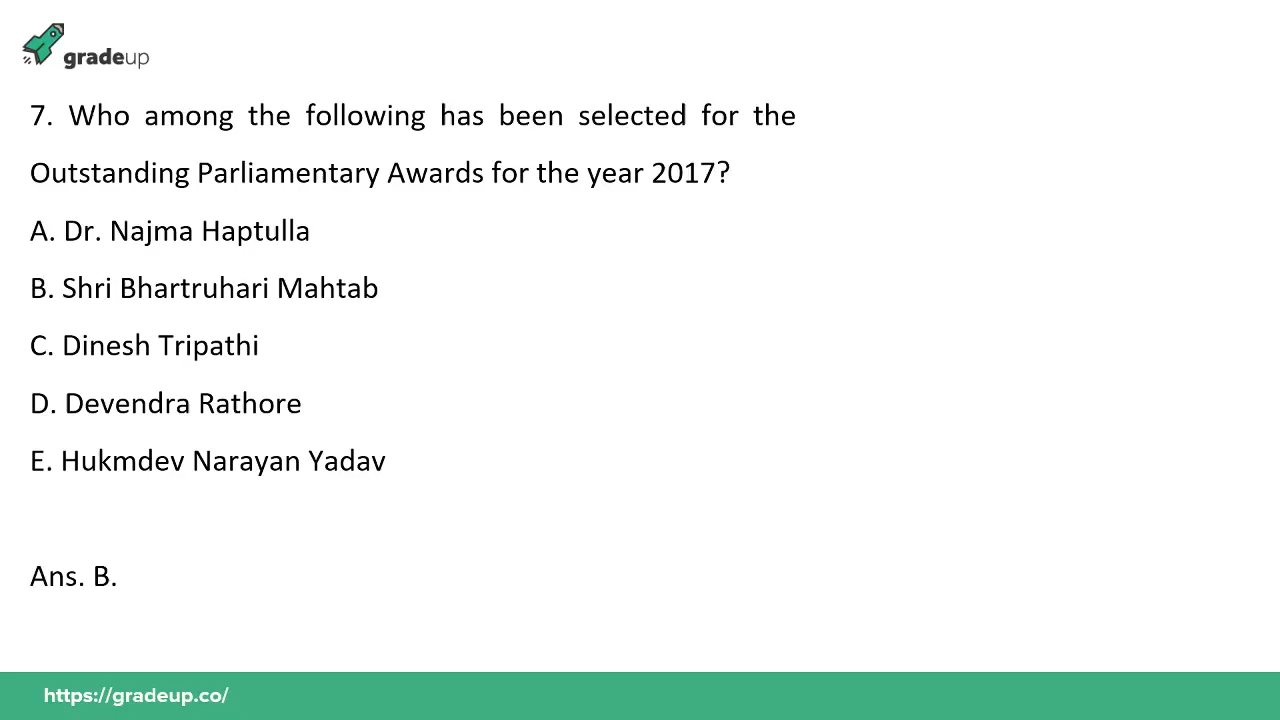 gradeup
7. Who among the following has been selected for the
Outstanding Parliamentary Awards for the year 2017?
A. Dr. Najma Haptulla
B. Shri Bhartruhari Mahtab
C. Dinesh Tripathi
D. Devendra Rathore
E. Hukmdev Narayan Yadav
Ans. B.
https://gradeup.co/